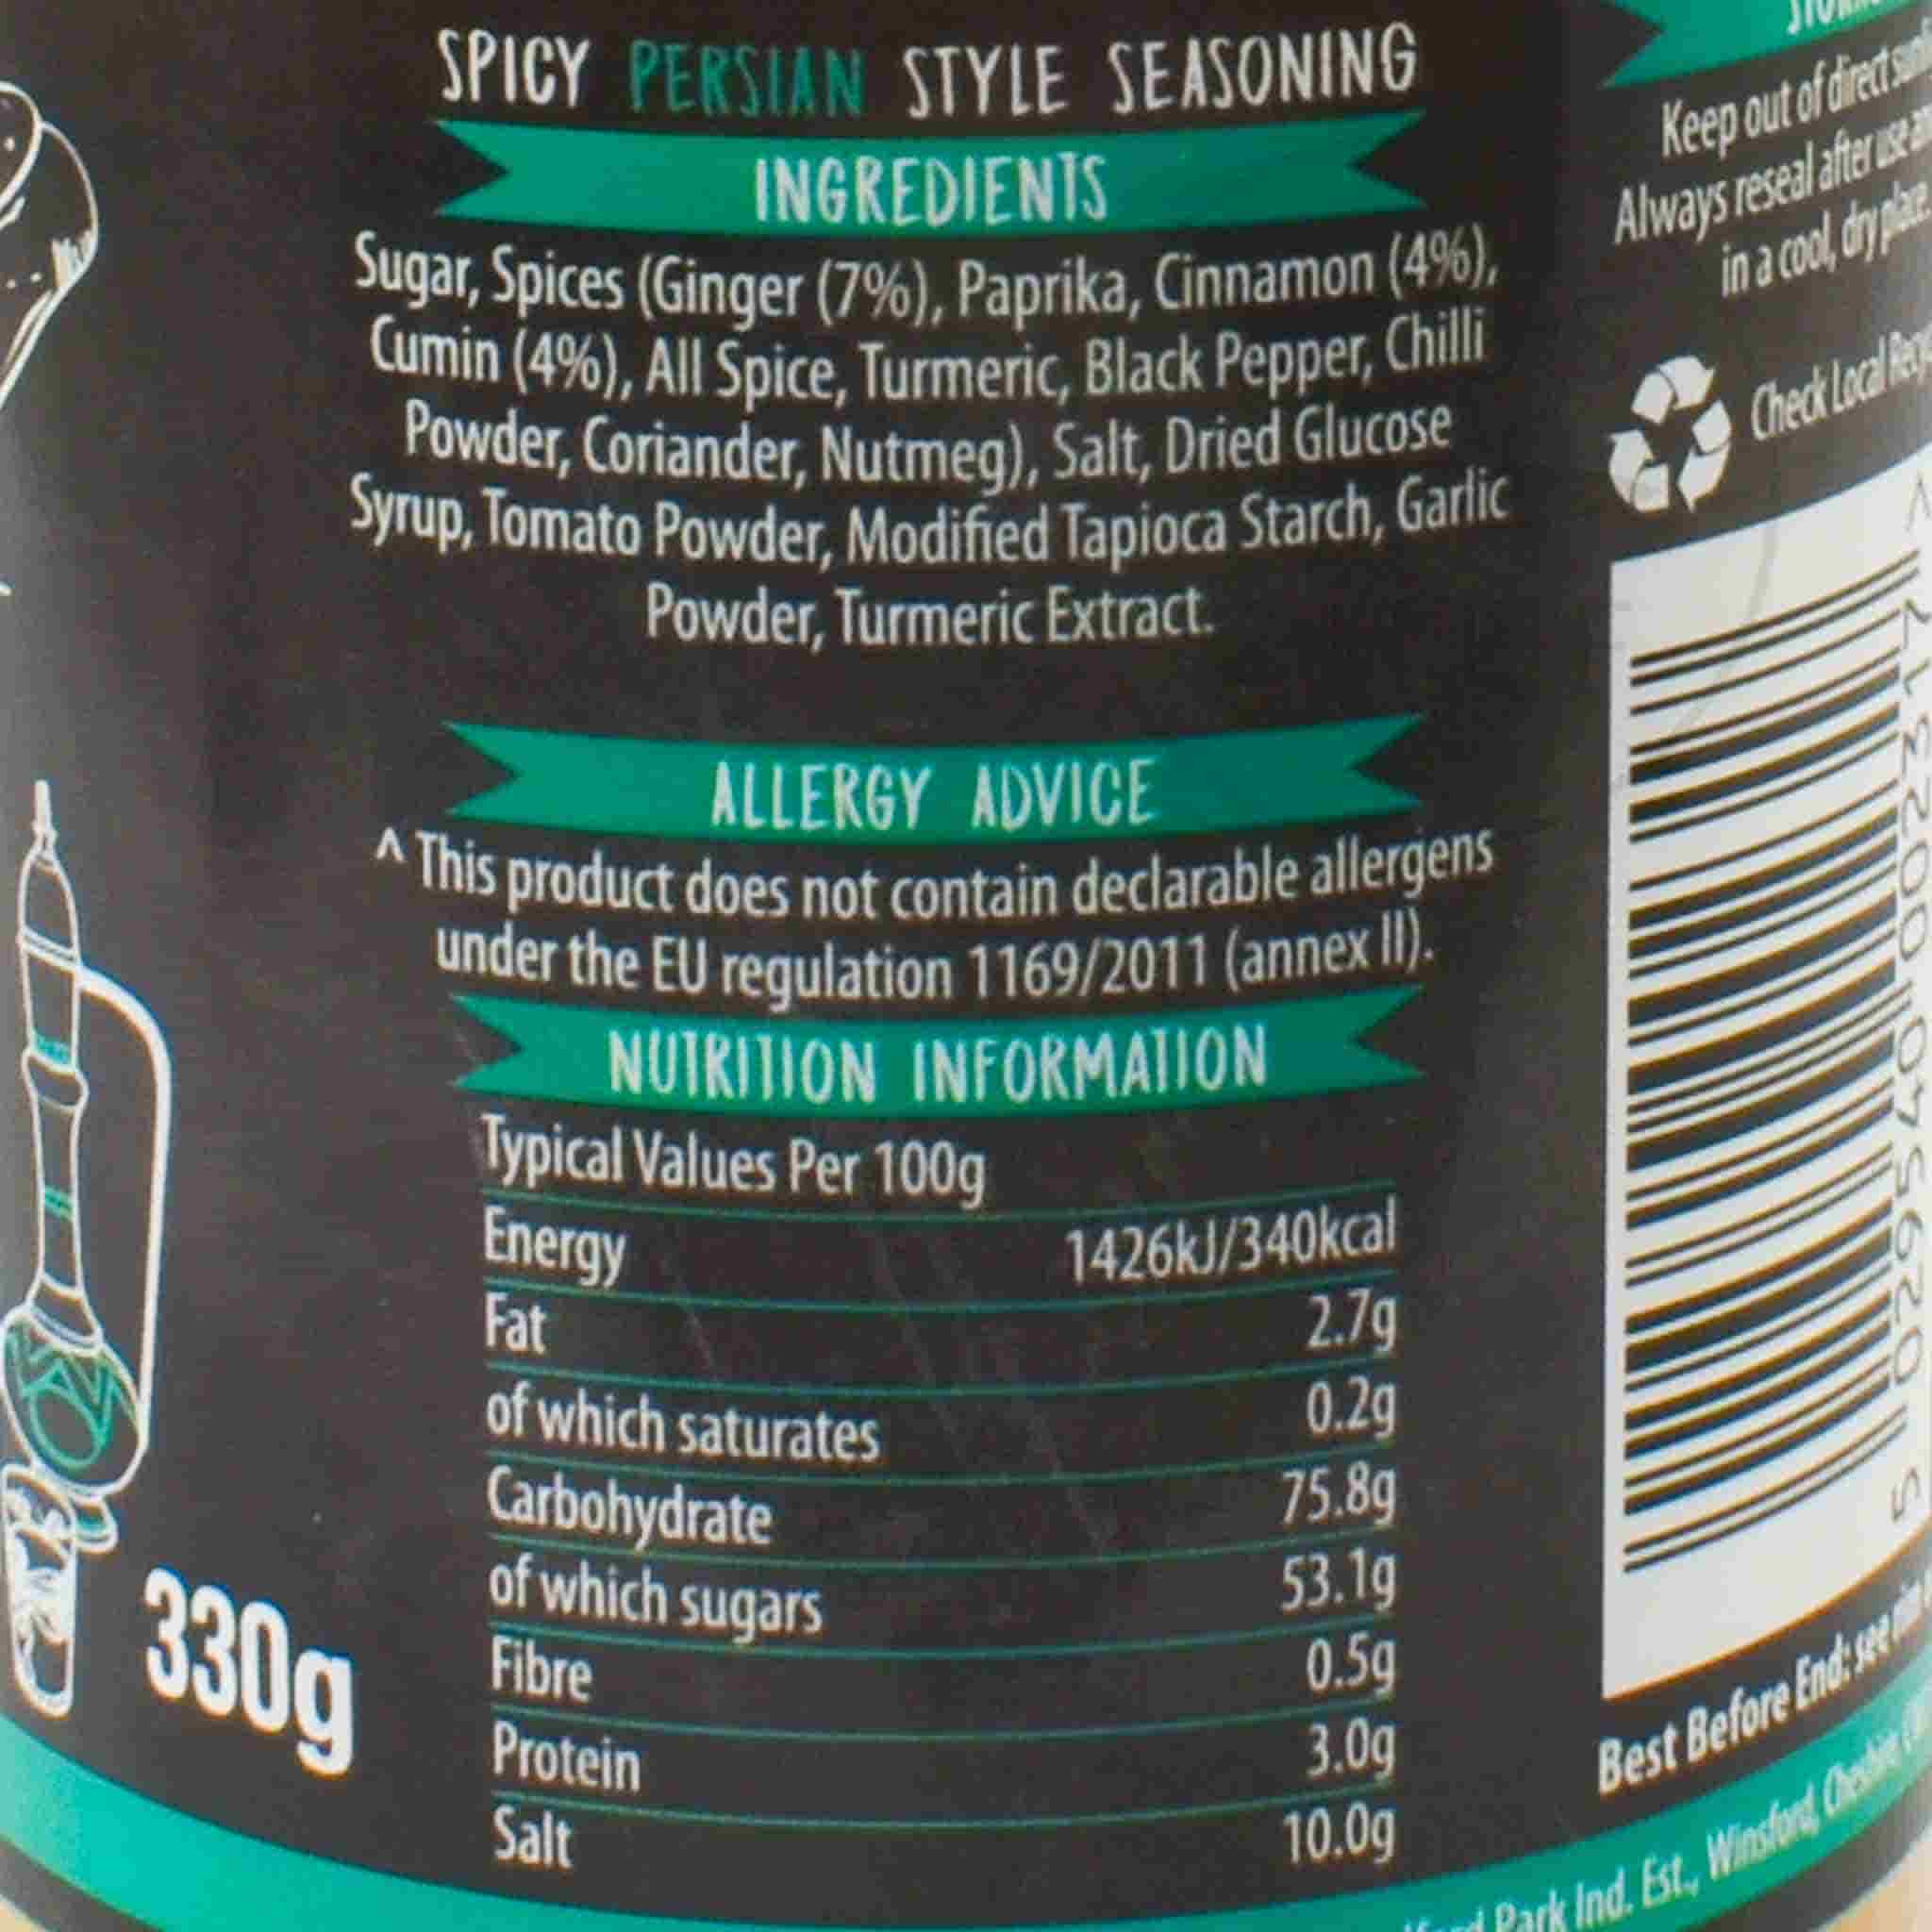 SPICY PERSIAN STYLE SEASONING
INGREDIENTS
Sugar, Spices (Ginger (7%), Paprika, Cinnamon (4%),
Cumin (4%), All Spice, Turmeric, Black Pepper, Chilli
Powder, Coriander, Nutmeg), Salt, Dried Glucose
Syrup, Tomato Powder, Modified Tapioca Starch, Garlic
Powder, Turmeric Extract.
ALLERGY ADVICE
^ This product does not contain declarable allergens
under the EU regulation 1169/2011 (annex II).
NUTRITION INFORMATION
Typical Values Per 100g
Energy 1426kJ/340kcal
Fat 2.7g
of which saturates 0.2g
Carbohydrate 75.8g
of which sugars 53.1g
Fibre 0.5g
Protein 3.0g
Salt 10.0g
330g
Keep out of direct
Always reseal after use
in a cool, dry place
Check Local
5 029540 002317 >
Best Before End: see
Park Ind. Est., Winsford, Cheshire